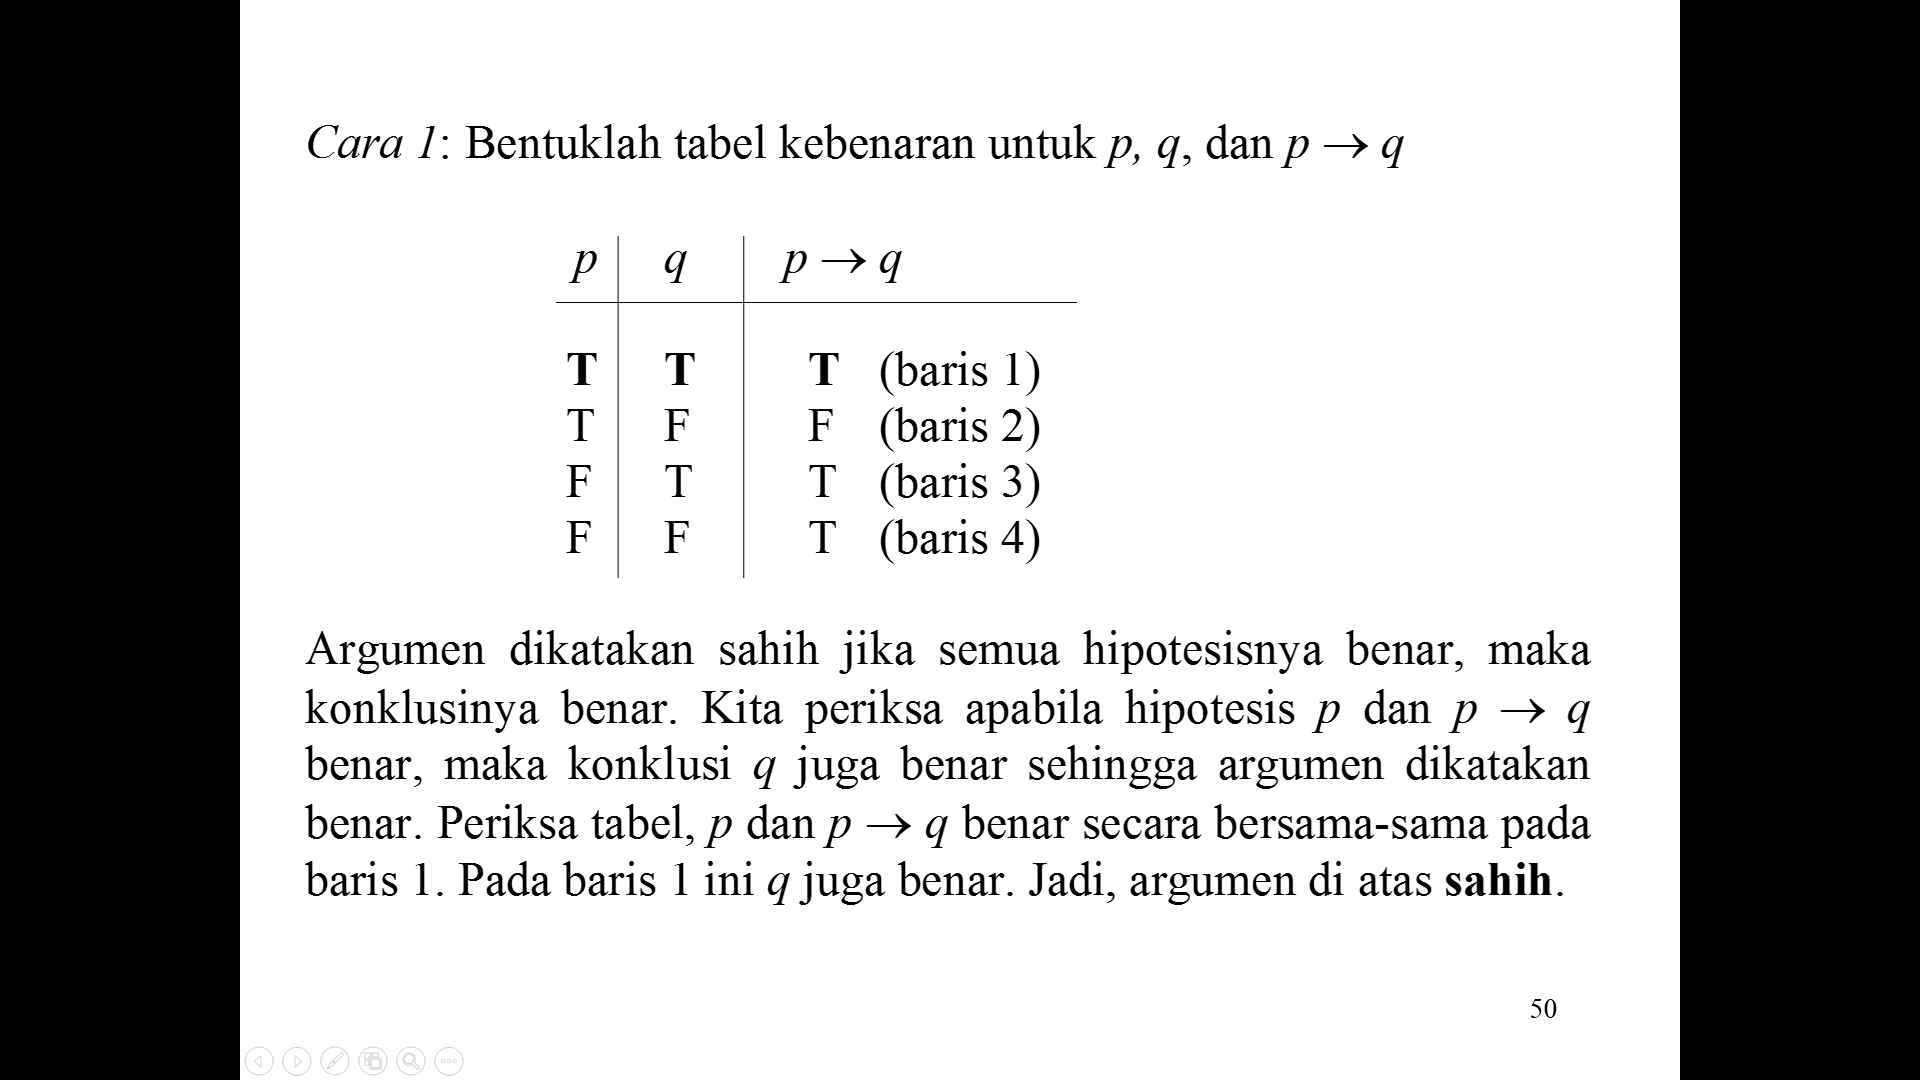 Cara 1: Bentuklah tabel kebenaran untuk p, q, dan p → q
p q p → q
T T T (baris 1)
T F F (baris 2)
F T T (baris 3)
F F T (baris 4)
Argumen dikatakan sahih jika semua hipotesisnya benar, maka
konklusinya benar. Kita periksa apabila hipotesis p dan p → q
benar, maka konklusi q juga benar sehingga argumen dikatakan
benar. Periksa tabel, p dan p → q benar secara bersama-sama pada
baris 1. Pada baris 1 ini q juga benar. Jadi, argumen di atas sahih.
50